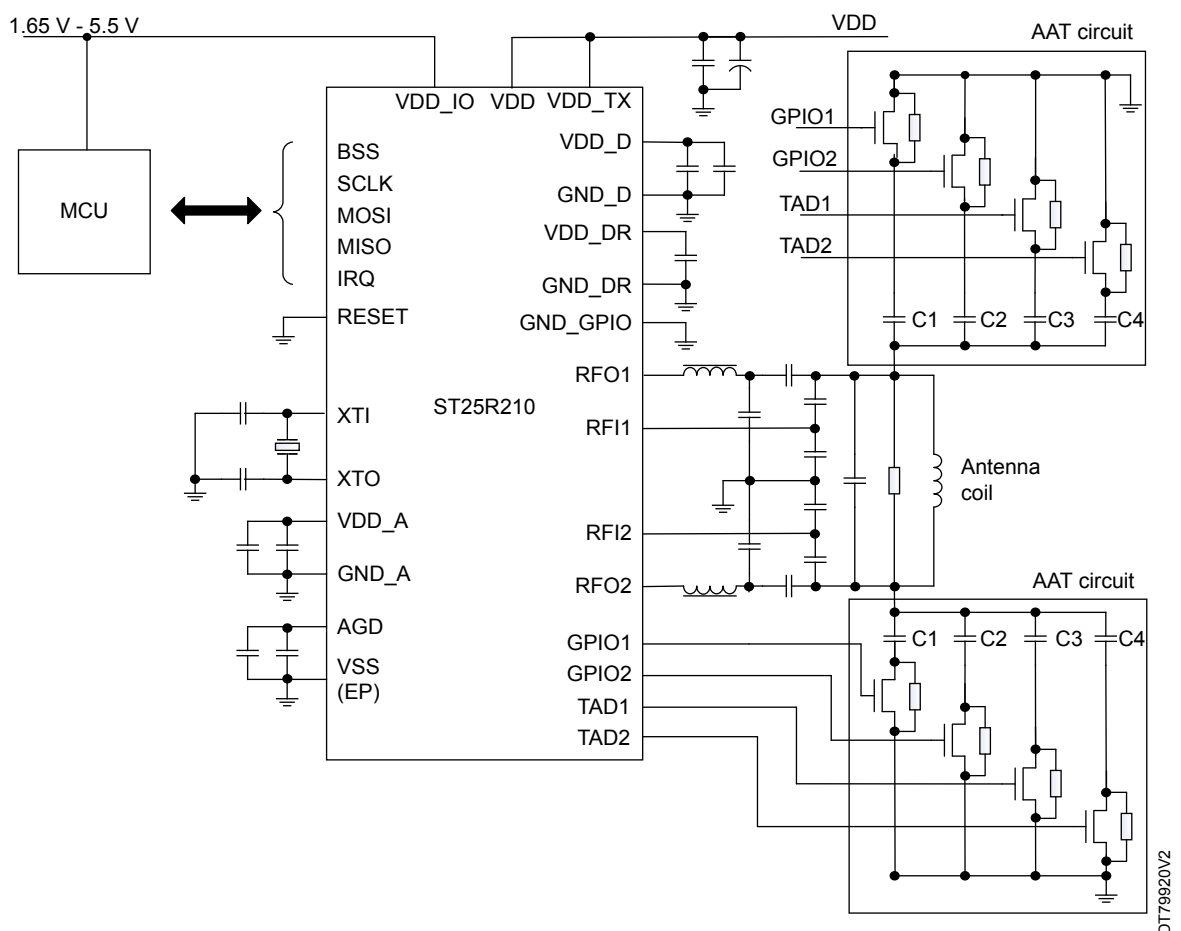 1.65 V - 5.5 V
VDD
AAT circuit
VDD_IO VDD VDD_TX
GPIO1
GPIO2
TAD1
TAD2
C1 C2 C3 C4
MCU
BSS
SCLK
MOSI
MISO
IRQ
RESET
XTI
XTO
VDD_A
GND_A
AGD
VSS
(EP)
ST25R210
VDD_D
GND_D
VDD_DR
GND_DR
GND_GPIO
RFO1
RFI1
RFI2
RFO2
GPIO1
GPIO2
TAD1
TAD2
Antenna
coil
AAT circuit
C1 C2 C3 C4
DT79920V2